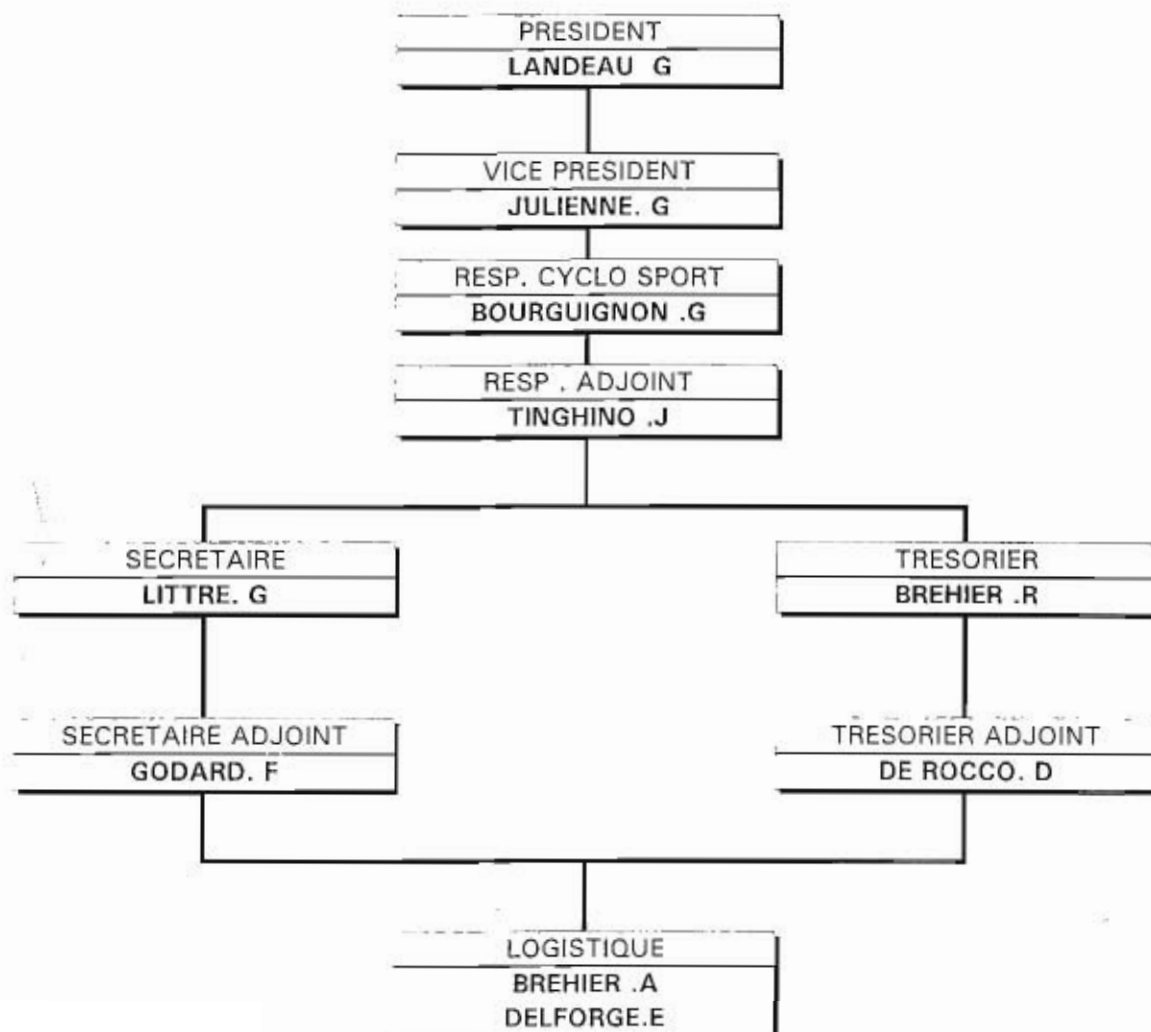 PRESIDENT
LANDEAU G
VICE PRESIDENT
JULIENNE. G
RESP. CYCLO SPORT
BOURGUIGNON .G
RESP . ADJOINT
TINGHINO .J
SECRETAIRE
LITTRE. G
TRESORIER
BREHIER .R
SECRETAIRE ADJOINT
GODARD. F
TRESORIER ADJOINT
DE ROCCO. D
LOGISTIQUE
BREHIER .A
DELFORGE.E